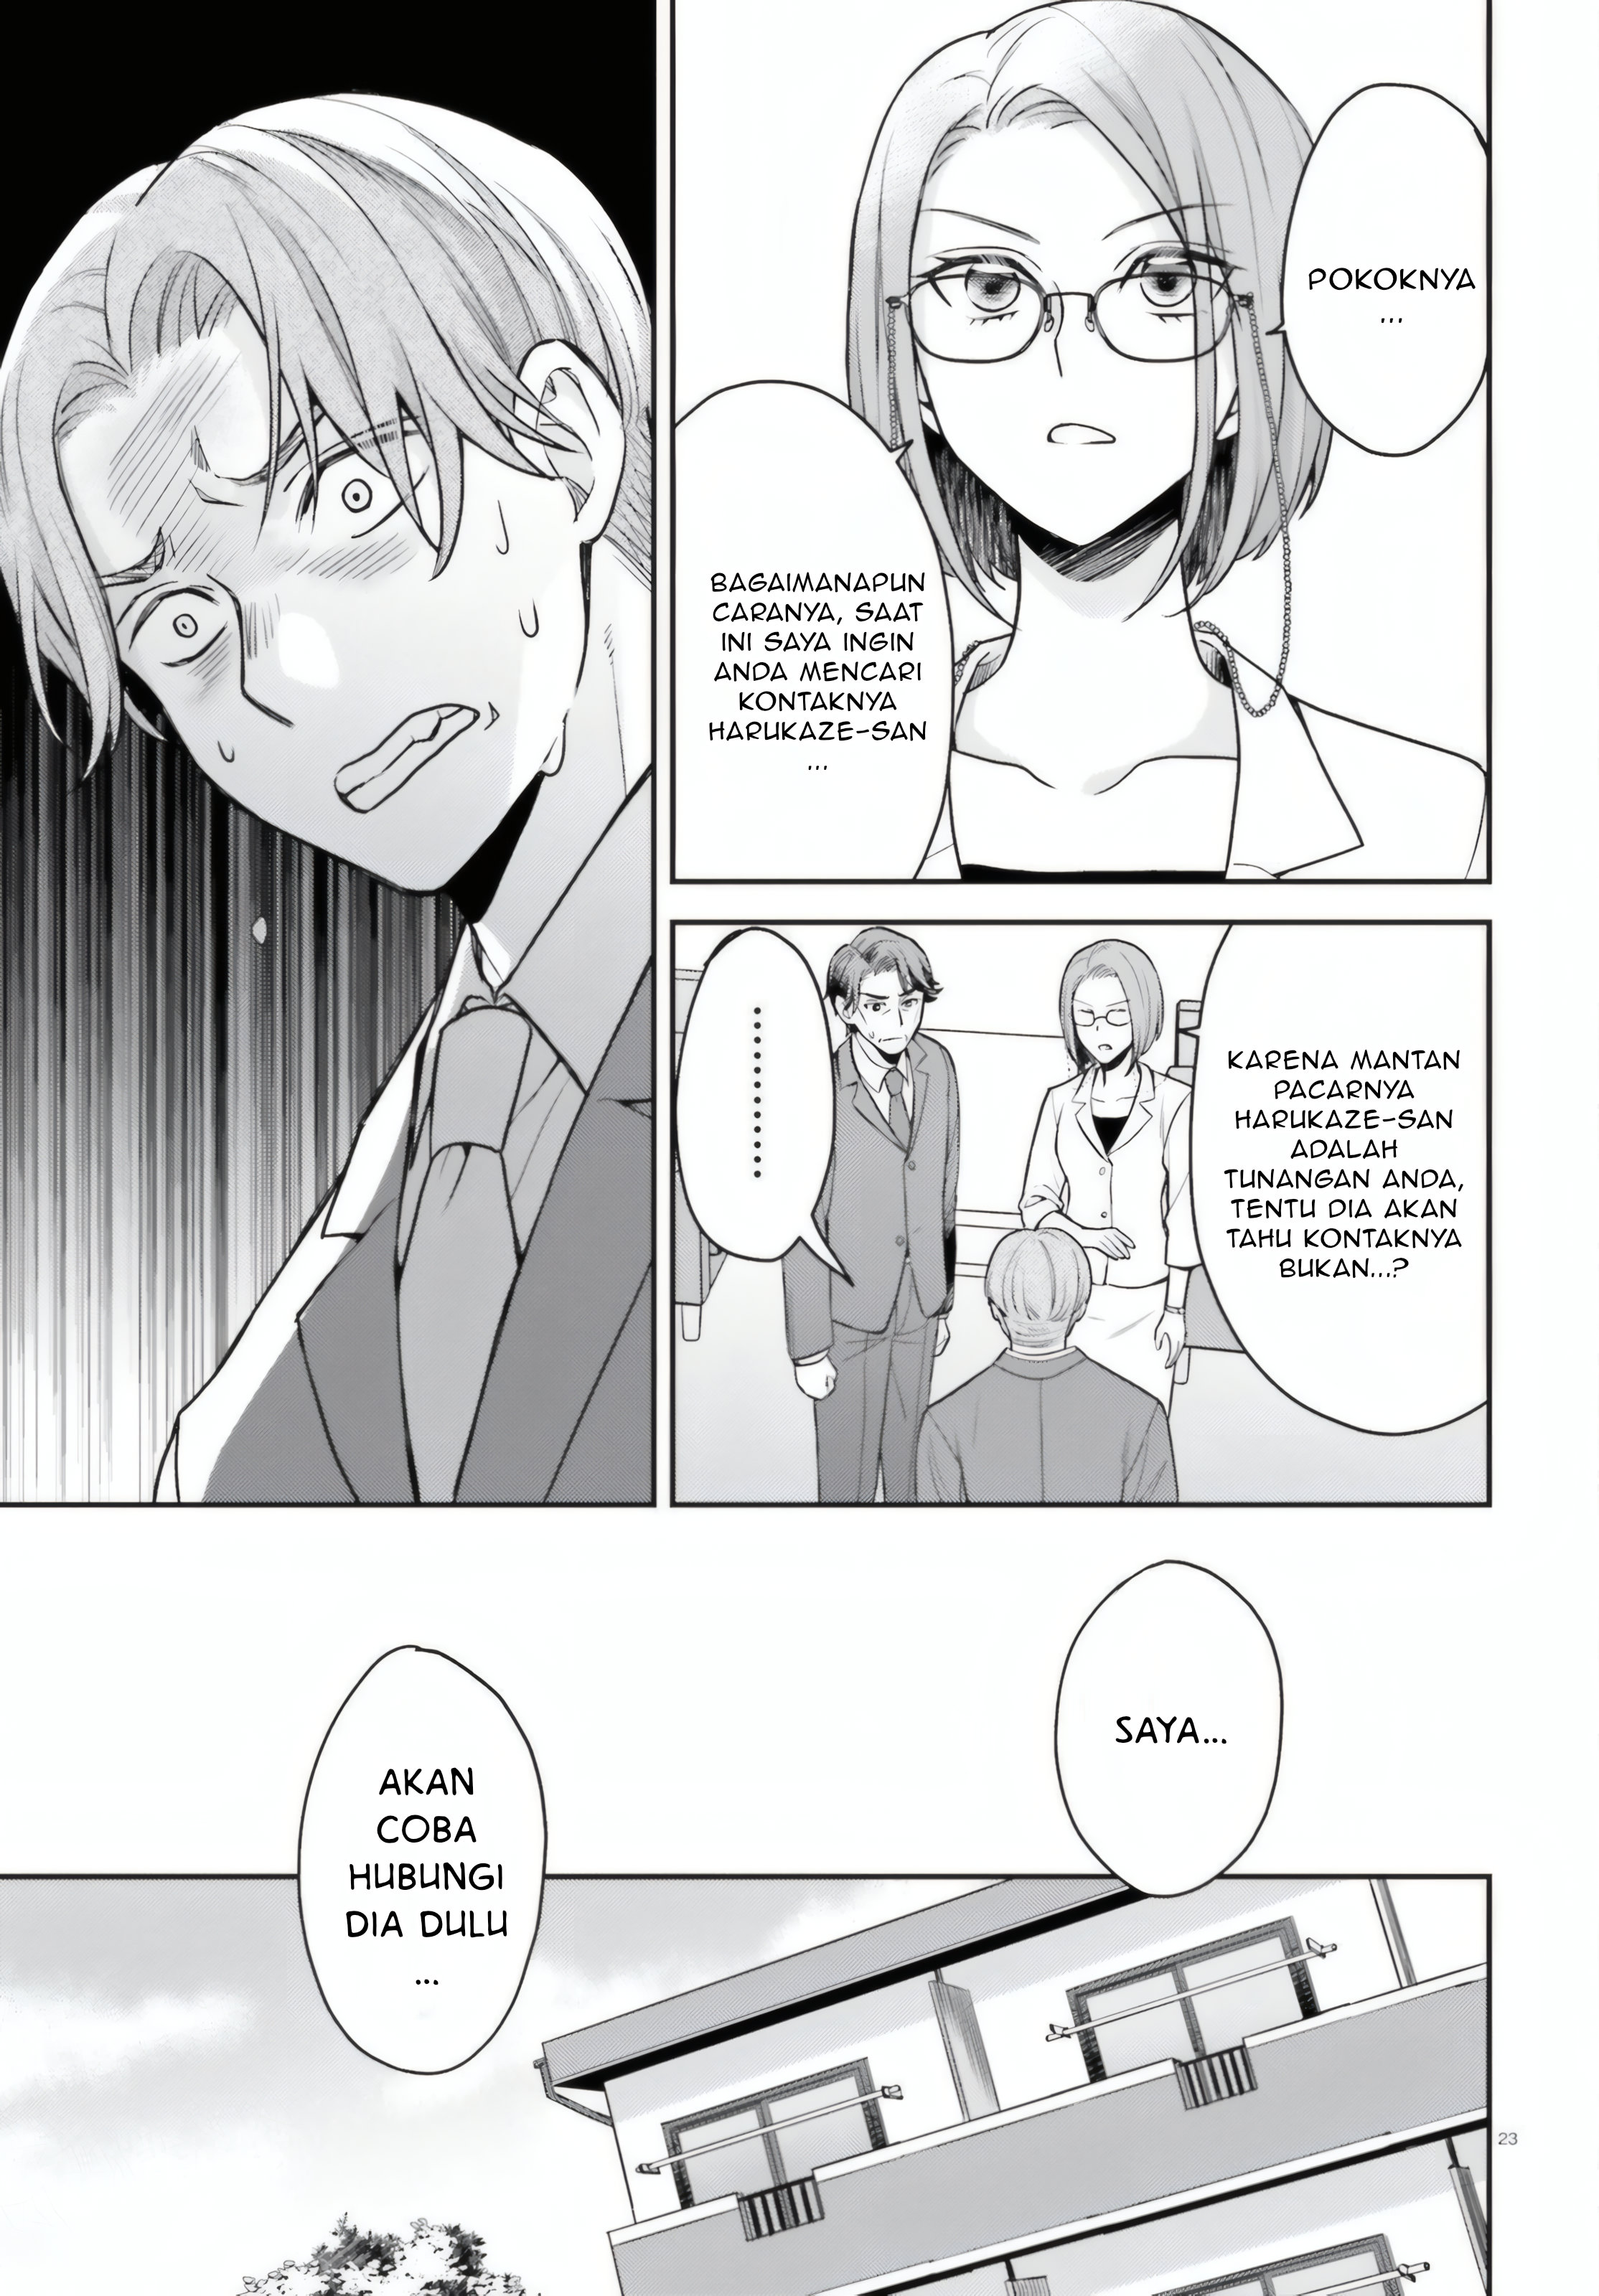 POKOKNYA
...
BAGAIMANAPUN
CARANYA, SAAT
INI SAYA INGIN
ANDA MENCARI
KONTAKNYA
HARUKAZE-SAN
...
KARENA MANTAN
PACARNYA
HARUKAZE-SAN
ADALAH
TUNANGAN ANDA,
TENTU DIA AKAN
TAHU KONTAKNYA
BUKAN...?
..........
SAYA...
AKAN
COBA
HUBUNGI
DIA DULU
...
23